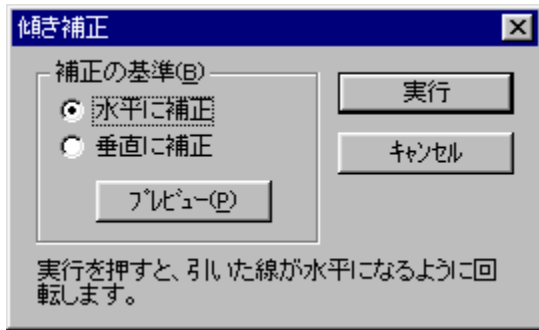 傾き補正
補正の基準(B)
水平に補正
垂直に補正
ﾌﾟﾚﾋﾞｭｰ(P)
実行
ｷｬﾝｾﾙ
実行を押すと、引いた線が水平になるように回
転します。